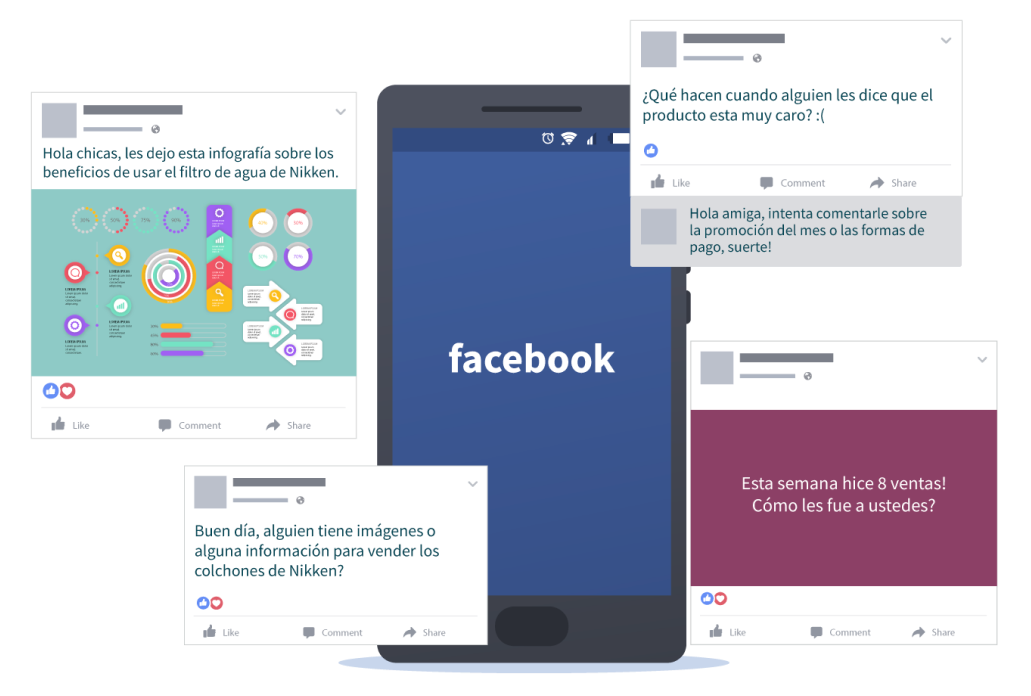 ¿Qué hacen cuando alguien les dice que el
producto esta muy caro? :(
Like
Comment
Share
Hola amiga, intenta comentarle sobre
la promoción del mes o las formas de
pago, suerte!
Hola chicas, les dejo esta infografía sobre los
beneficios de usar el filtro de agua de Nikken.
Like
Comment
Share
facebook
Esta semana hice 8 ventas!
Cómo les fue a ustedes?
Like
Comment
Share
Buen día, alguien tiene imágenes o
alguna información para vender los
colchones de Nikken?
Like
Comment
Share